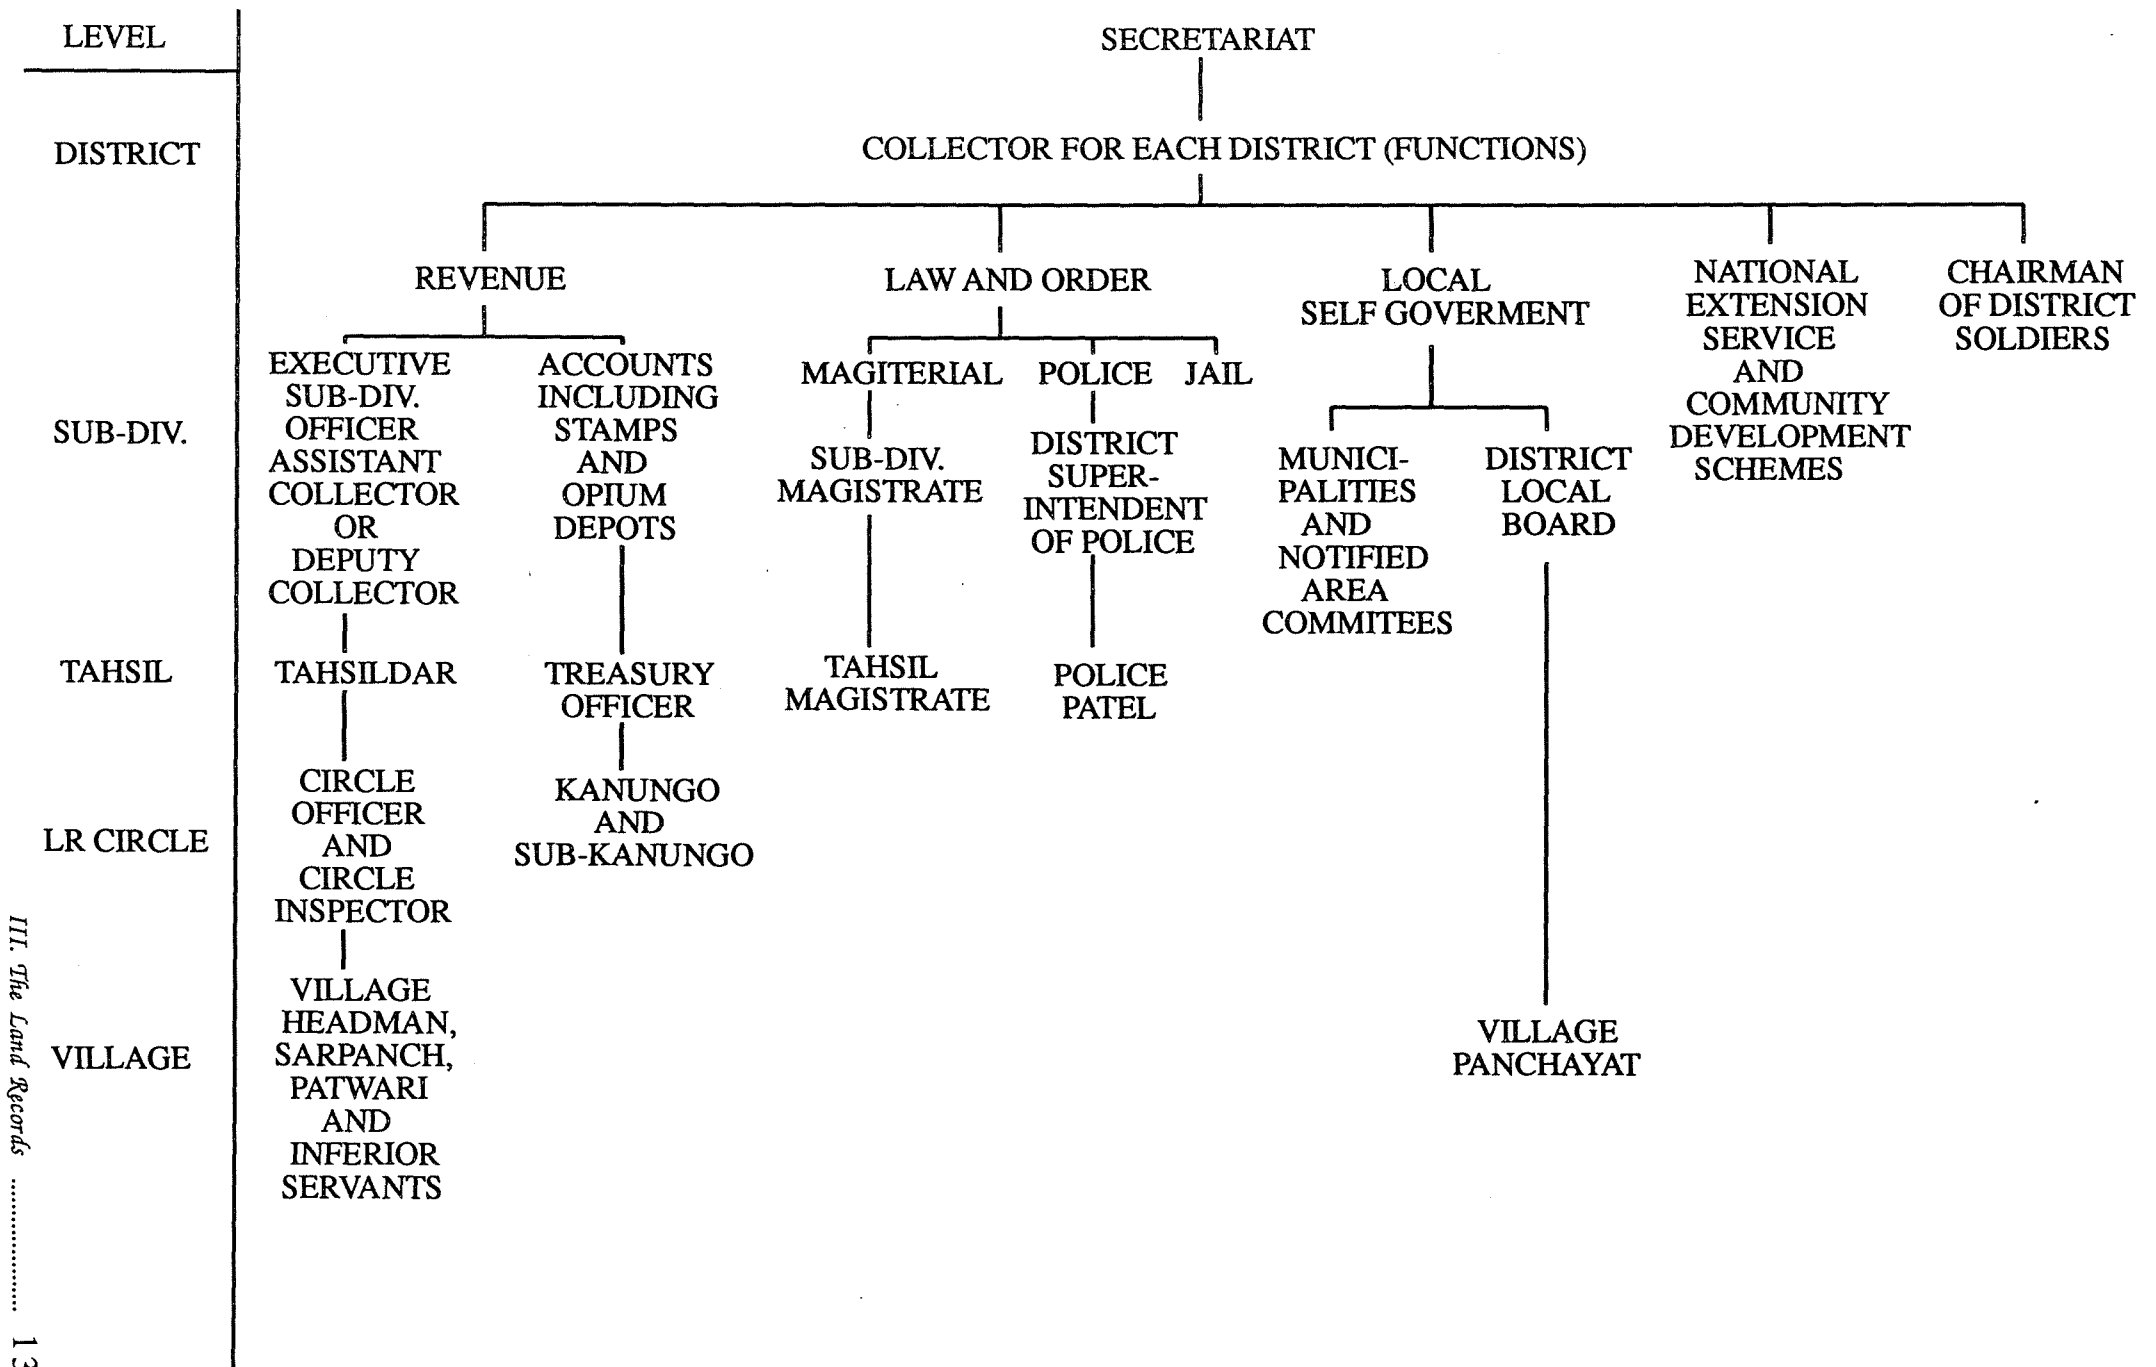 LEVEL
SECRETARIAT
DISTRICT
COLLECTOR FOR EACH DISTRICT (FUNCTIONS)
REVENUE
LAW AND ORDER
LOCAL
SELF GOVERMENT
NATIONAL
EXTENSION
SERVICE
AND
COMMUNITY
DEVELOPMENT
SCHEMES
CHAIRMAN
OF DISTRICT
SOLDIERS
SUB-DIV.
EXECUTIVE
SUB-DIV.
OFFICER
ASSISTANT
COLLECTOR
OR
DEPUTY
COLLECTOR
ACCOUNTS
INCLUDING
STAMPS
AND
OPIUM
DEPOTS
MAGITERIAL
POLICE
JAIL
SUB-DIV.
MAGISTRATE
DISTRICT
SUPER-
INTENDENT
OF POLICE
MUNICI-
PALITIES
AND
NOTIFIED
AREA
COMMITEES
DISTRICT
LOCAL
BOARD
TAHSIL
TAHSILDAR
TREASURY
OFFICER
TAHSIL
MAGISTRATE
POLICE
PATEL
LR CIRCLE
CIRCLE
OFFICER
AND
CIRCLE
INSPECTOR
KANUNGO
AND
SUB-KANUNGO
VILLAGE
VILLAGE
HEADMAN,
SARPANCH,
PATWARI
AND
INFERIOR
SERVANTS
VILLAGE
PANCHAYAT
III. The Land Records ................ 13